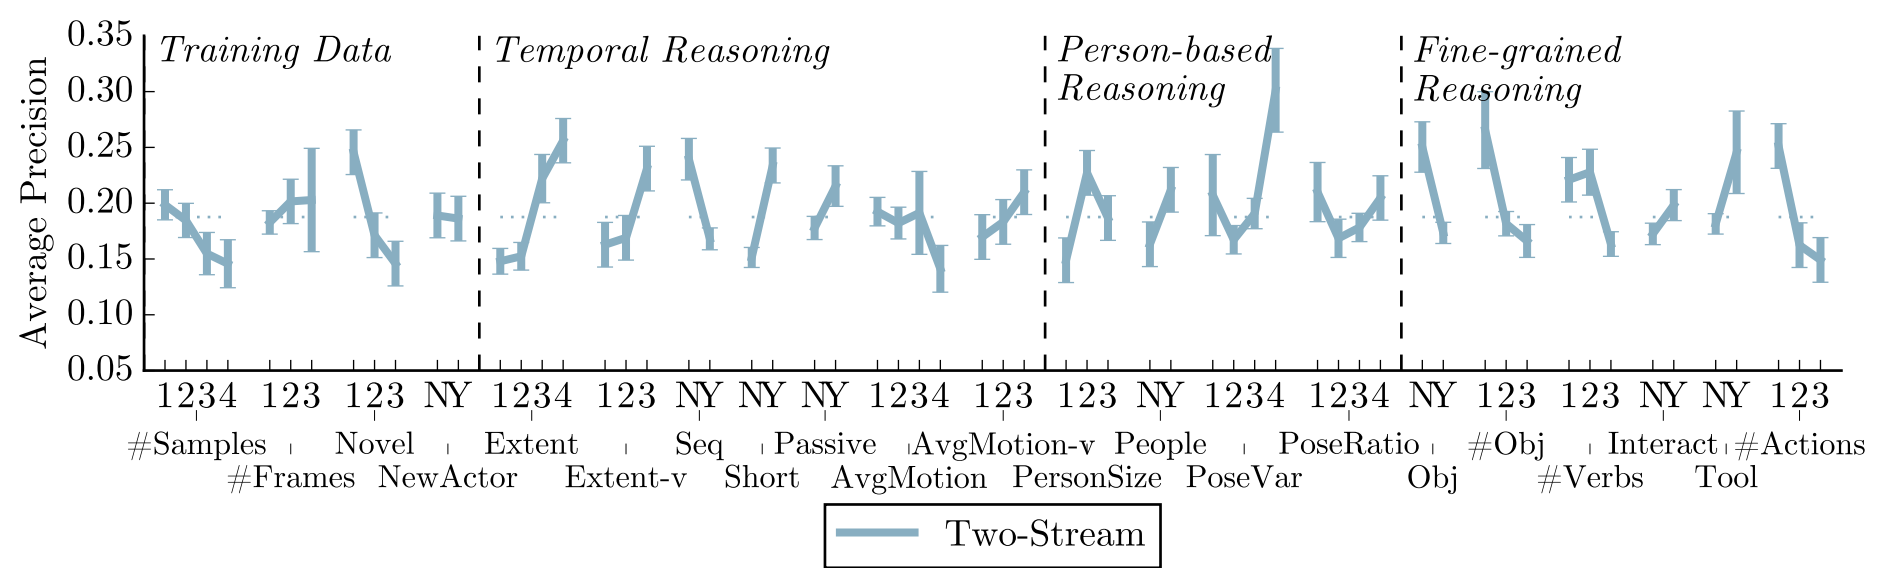 0.35
0.30
0.25
0.20
0.15
0.10
0.05
Average Precision
Training Data
Temporal Reasoning
Person-based
Reasoning
Fine-grained
Reasoning
1234 123 123 NY 1234 123 NY NY NY 1234 123 123 NY 1234 1234 NY 123 123 NY NY 123
#Samples Novel Extent Seq Passive AvgMotion-v People PoseRatio #Obj Interact #Actions
#Frames NewActor Extent-v Short AvgMotion PersonSize PoseVar Obj #Verbs Tool
Two-Stream